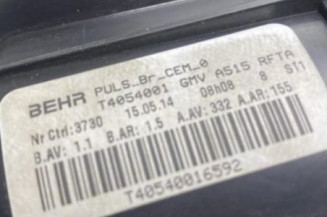 BEHR PULS_Br_CEM_0
T4054001 GMV A515 RFTA
Nr Ctrl:3730 15.05.14 08h08 8 ST1
B.AV: 1.1 B.AR: 1.5 A.AV:332 A.AR:155
T40540016592